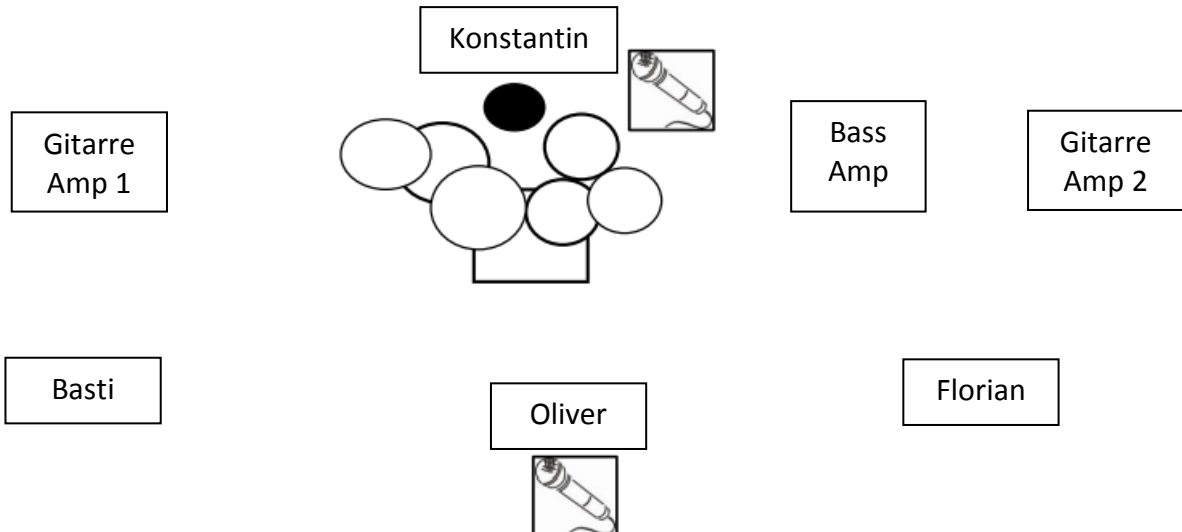 Konstantin
Gitarre
Amp 1
Bass
Amp
Gitarre
Amp 2
Basti
Oliver
Florian